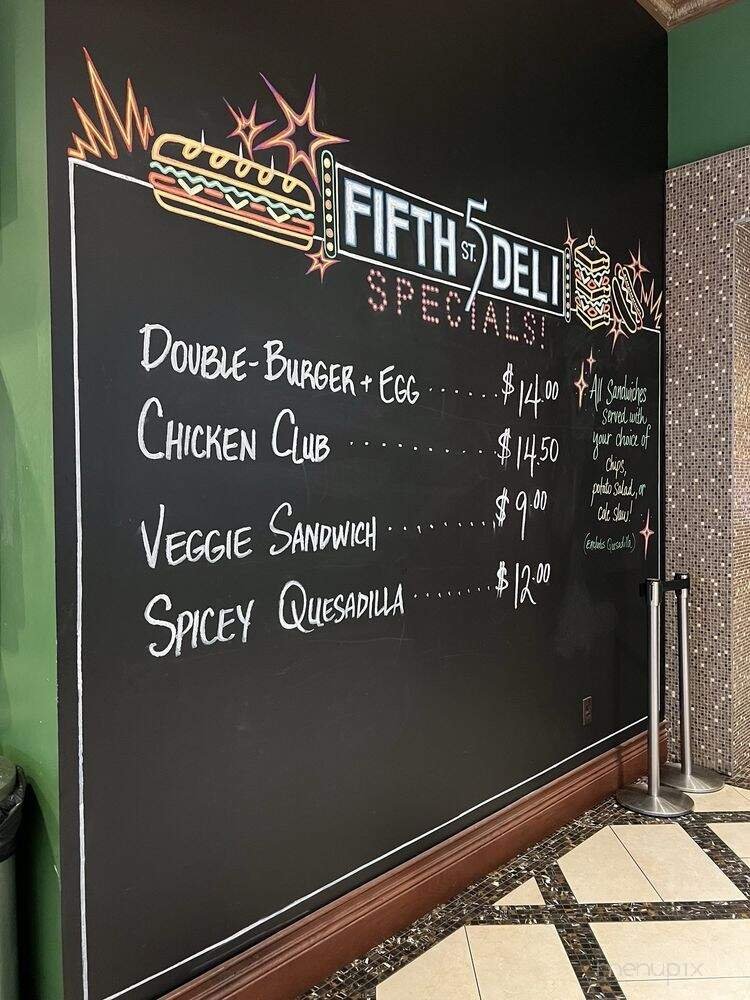 FIFTH ST. 5 DELI
SPECIALS!
DOUBLE-BURGER + EGG ...... $14.00
CHICKEN CLUB ............ $14.50
VEGGIE SANDWICH ........ $9.00
SPICEY QUESADILLA ....... $12.00
All Sandwiches
served with
your choice of
chips,
potato salad, or
cole slaw!
(Excludes Quesadilla)
menupix